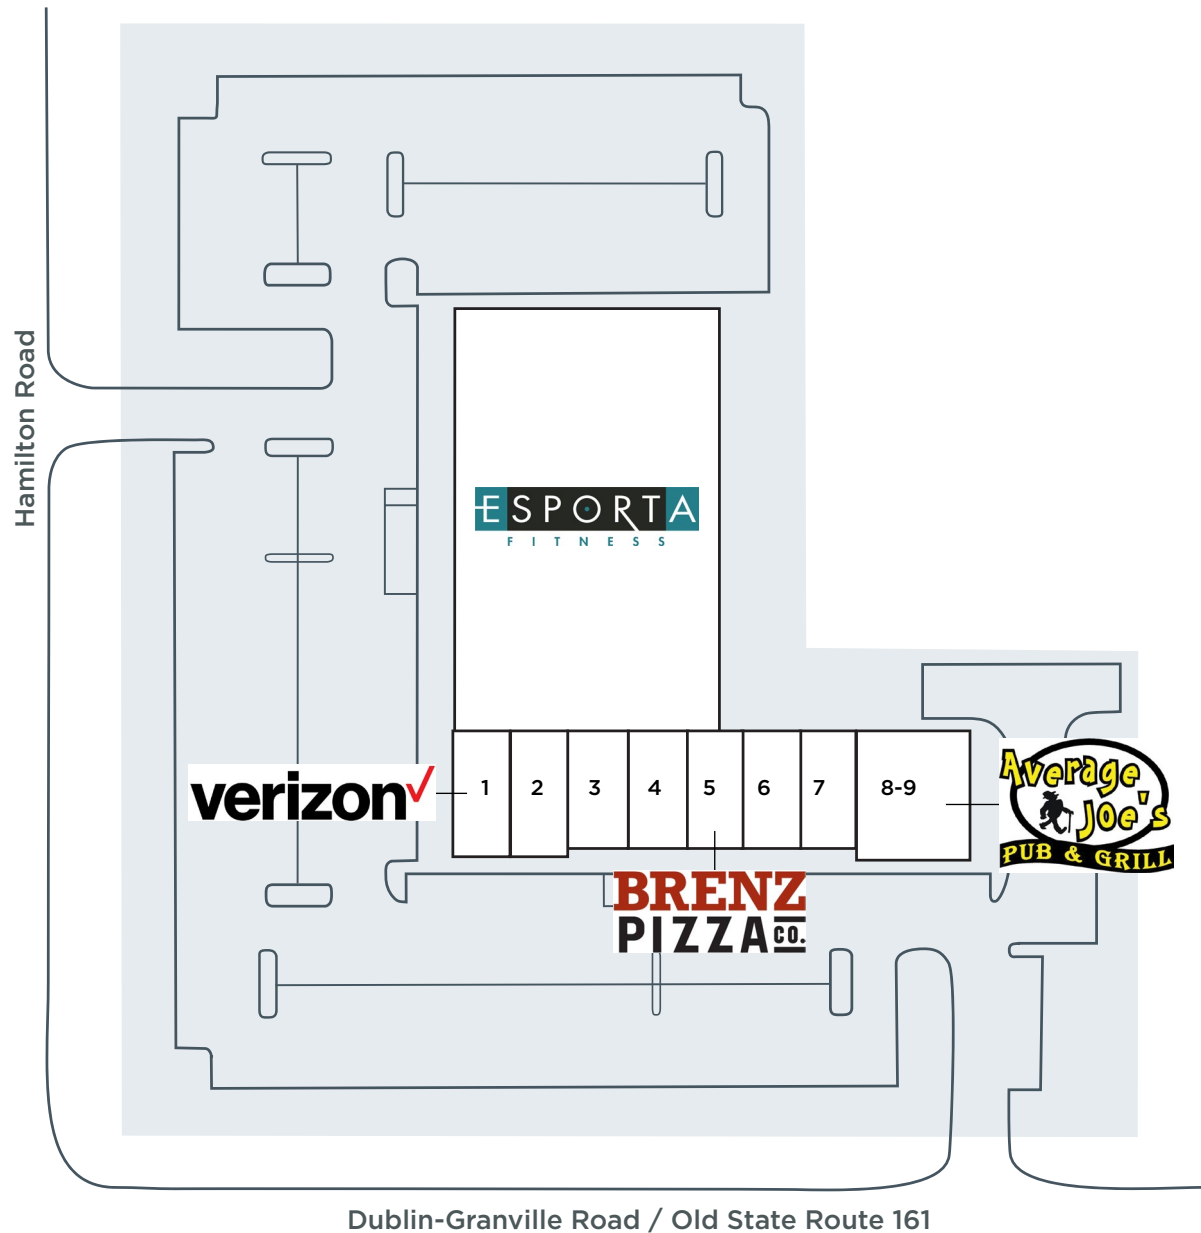 Hamilton Road
ESPORTA
FITNESS
verizon
1 2 3 4 5 6 7 8-9
Average
Joe's
PUB & GRILL
BRENZ
PIZZA CO.
Dublin-Granville Road / Old State Route 161